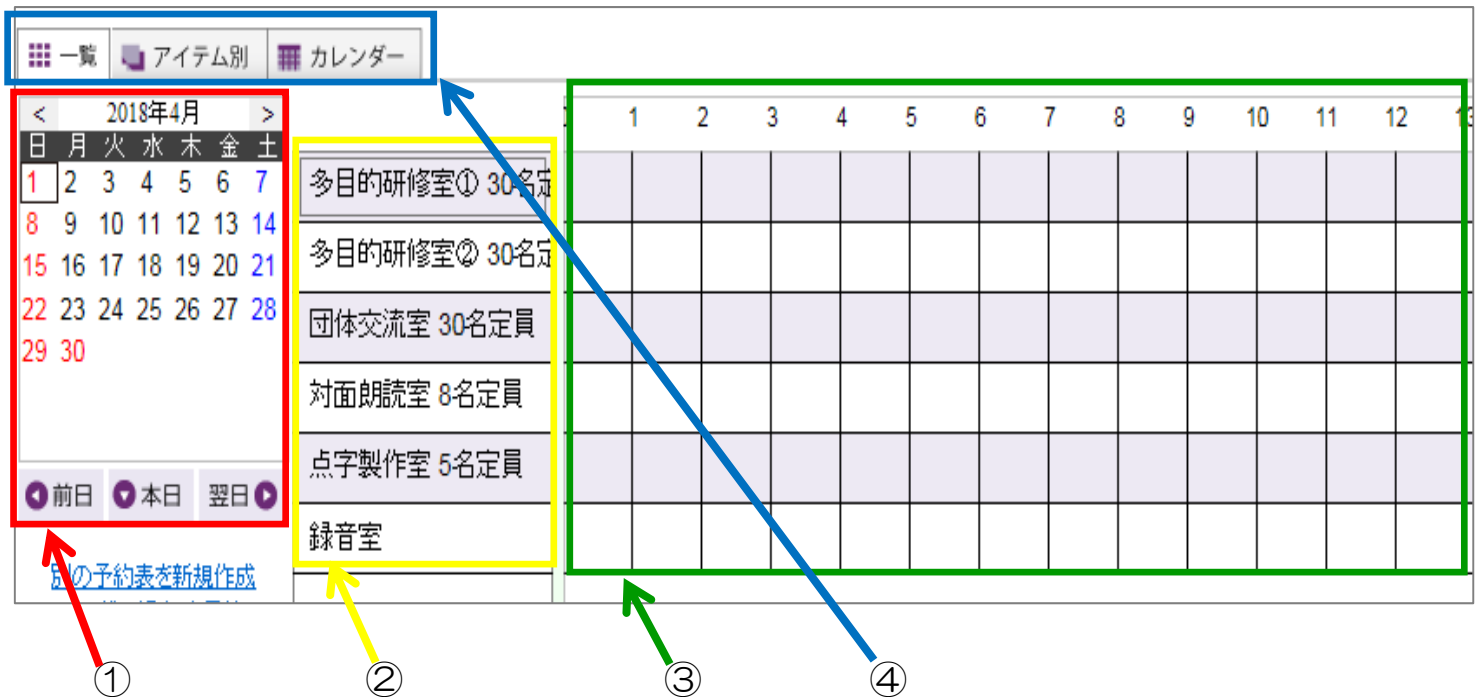 一覧 アイテム別 カレンダー
< 2018年4月 >
日 月 火 水 木 金 土
1 2 3 4 5 6 7
8 9 10 11 12 13 14
15 16 17 18 19 20 21
22 23 24 25 26 27 28
29 30
前日 本日 翌日
の予約表を新規作成
1 2 3 4 5 6 7 8 9 10 11 12 13
多目的研修室① 30名定
多目的研修室② 30名定
団体交流室 30名定員
対面朗読室 8名定員
点字製作室 5名定員
録音室
① ② ③ ④